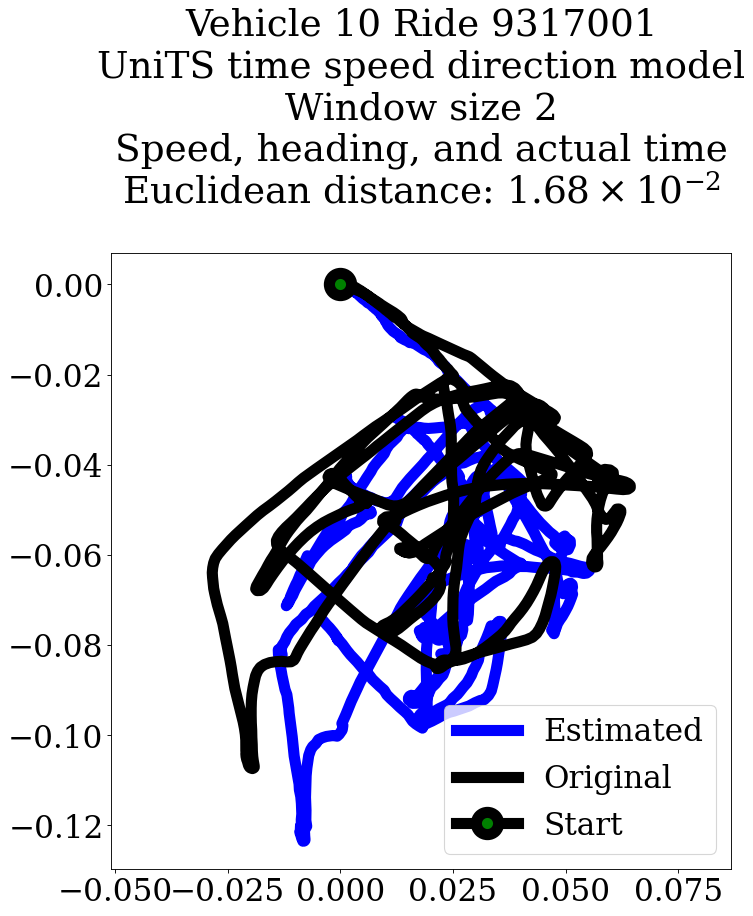 Vehicle 10 Ride 9317001
UniTS time speed direction model
Window size 2
Speed, heading, and actual time
Euclidean distance: 1.68 × 10⁻²
0.00
−0.02
−0.04
−0.06
−0.08
−0.10
−0.12
Estimated
Original
Start
−0.050 −0.025 0.000 0.025 0.050 0.075